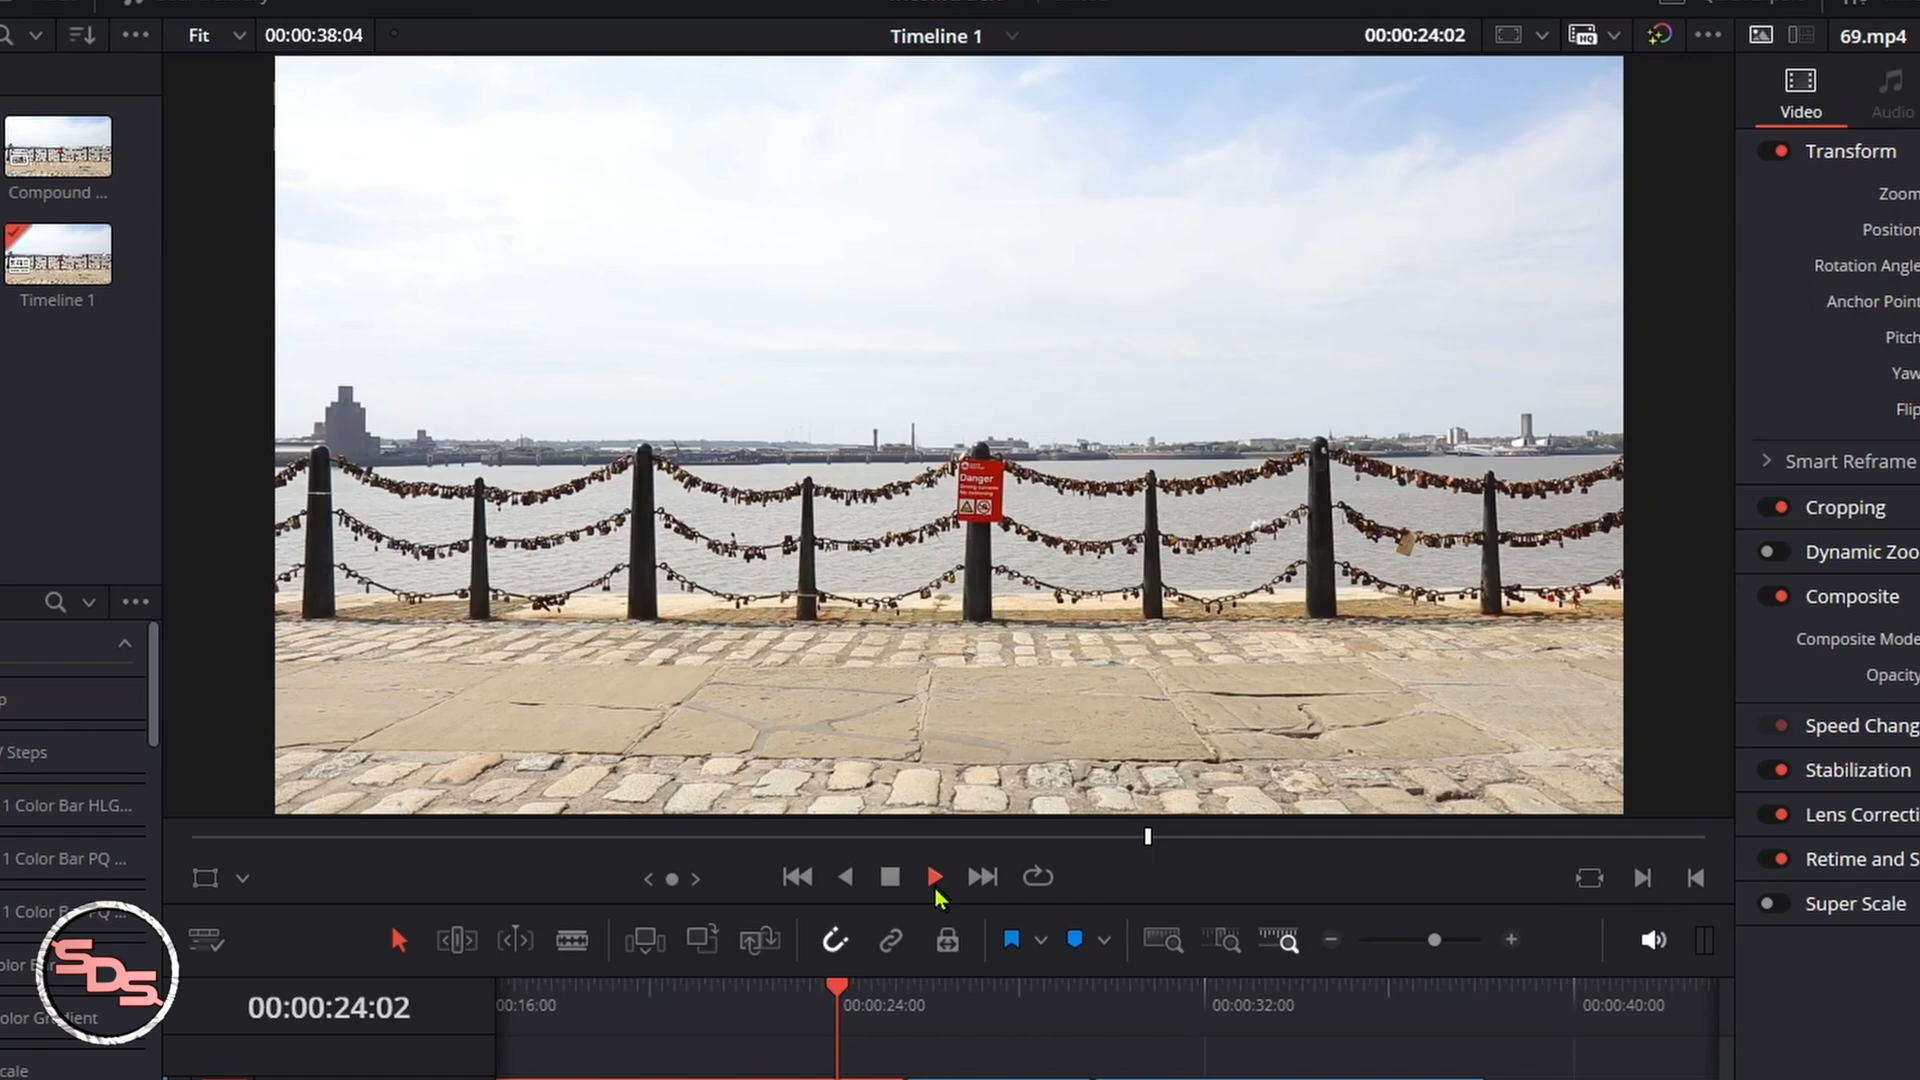 Fit
00:00:38:04
Timeline 1
00:00:24:02
HQ
69.mp4
Video
Audio
Compound ...
Timeline 1
Transform
Zoom
Position
Rotation Angle
Anchor Point
Pitch
Yaw
Flip
Smart Reframe
Cropping
Dynamic Zoo
Composite
Composite Mode
Opacity
Speed Chang
Stabilization
Lens Correcti
Retime and S
Super Scale
Danger
Steps
1 Color Bar HLG...
1 Color Bar PQ ...
1 Color Bar PQ ...
olor Gradient
cale
SDS
00:00:24:02
00:16:00
00:00:24:00
00:00:32:00
00:00:40:00